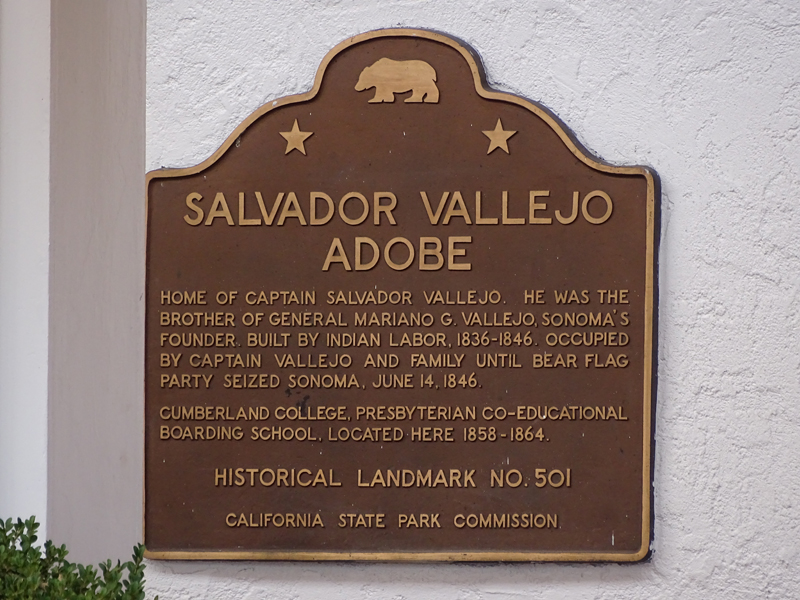 SALVADOR VALLEJO
ADOBE
HOME OF CAPTAIN SALVADOR VALLEJO. HE WAS THE
BROTHER OF GENERAL MARIANO G. VALLEJO, SONOMA'S
FOUNDER. BUILT BY INDIAN LABOR, 1836-1846. OCCUPIED
BY CAPTAIN VALLEJO AND FAMILY UNTIL BEAR FLAG
PARTY SEIZED SONOMA, JUNE 14, 1846.
CUMBERLAND COLLEGE, PRESBYTERIAN CO-EDUCATIONAL
BOARDING SCHOOL, LOCATED HERE 1858-1864.
HISTORICAL LANDMARK NO. 501
CALIFORNIA STATE PARK COMMISSION